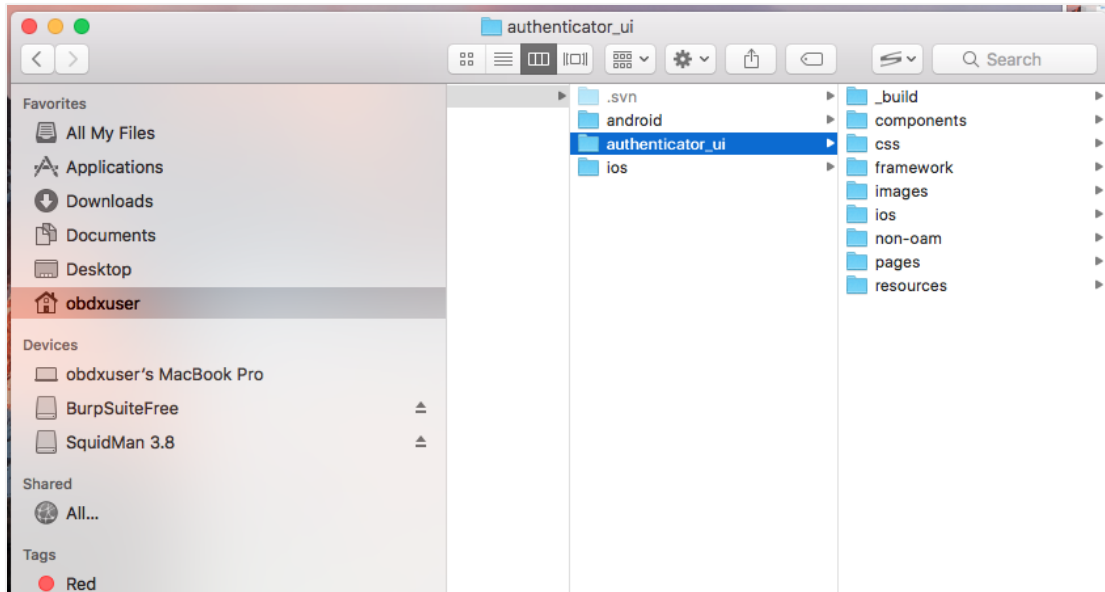 authenticator_ui
Search
Favorites
All My Files
Applications
Downloads
Documents
Desktop
obdxuser
Devices
obdxuser's MacBook Pro
BurpSuiteFree
SquidMan 3.8
Shared
All...
Tags
Red
.svn
android
authenticator_ui
ios
_build
components
css
framework
images
ios
non-oam
pages
resources